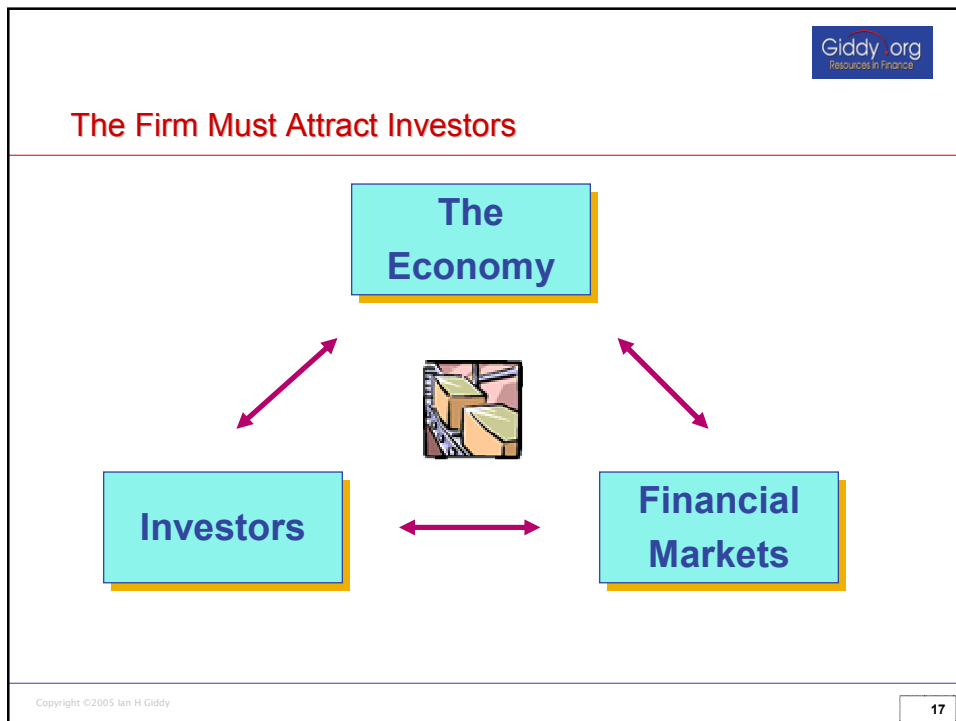 Giddy.org
Resources in Finance
The Firm Must Attract Investors
The
Economy
Investors
Financial
Markets
Copyright ©2005 Ian H Giddy
17